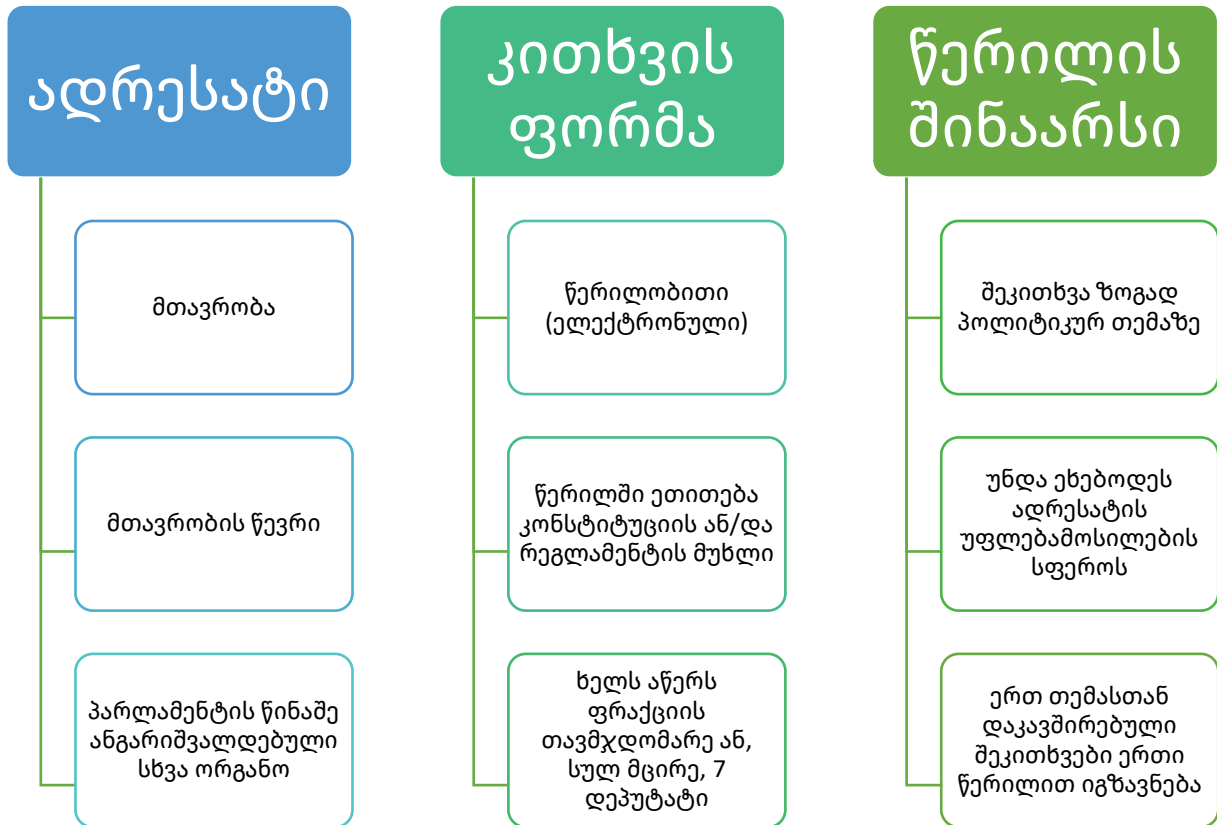 ადრესატი
მთავრობა
მთავრობის წევრი
პარლამენტის წინაშე
ანგარიშვალდებული
სხვა ორგანო
კითხვის
ფორმა
წერილობითი
(ელექტრონული)
წერილში ეთითება
კონსტიტუციის ან/და
რეგლამენტის მუხლი
ხელს აწერს
ფრაქციის
თავმჯდომარე ან,
სულ მცირე, 7
დეპუტატი
წერილის
შინაარსი
შეკითხვა ზოგად
პოლიტიკურ თემაზე
უნდა ეხებოდეს
ადრესატის
უფლებამოსილების
სფეროს
ერთ თემასთან
დაკავშირებული
შეკითხვები ერთი
წერილით იგზავნება